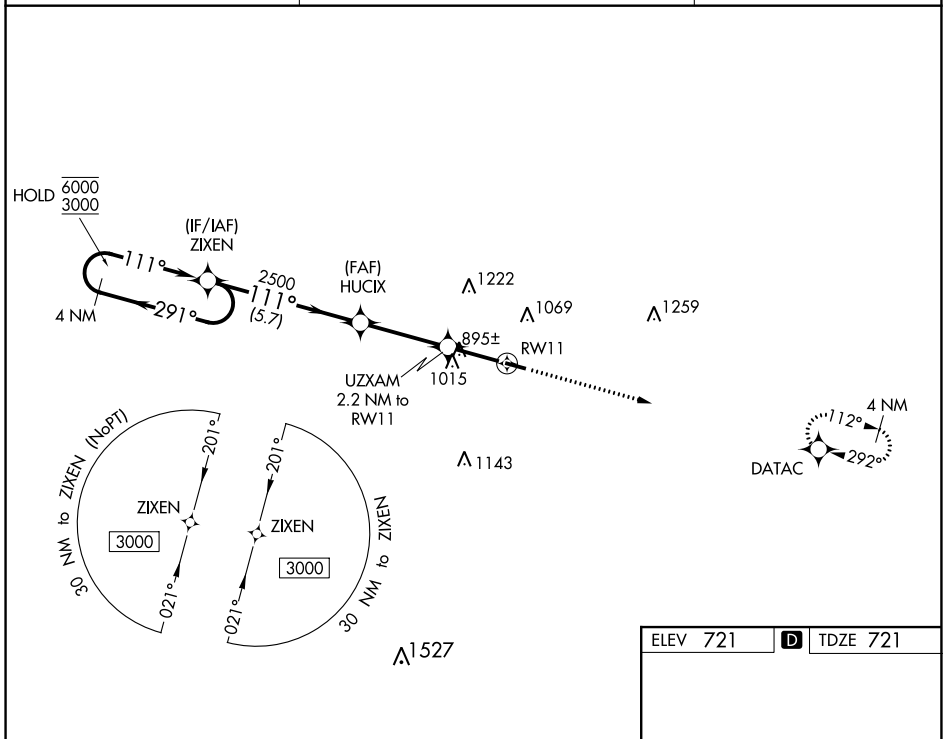 HOLD 6000
3000
(IF/IAF)
ZIXEN
111°
291°
4 NM
2500
111°
(5.7)
(FAF)
HUCIX
1222
1069
1259
895±
1015
RW11
UZXAM
2.2 NM to
RW11
1143
4 NM
112°
292°
DATAC
30 NM to ZIXEN (NoPT)
201°
ZIXEN
3000
021°
201°
ZIXEN
3000
021°
30 NM to ZIXEN
1527
ELEV 721 D TDZE 721